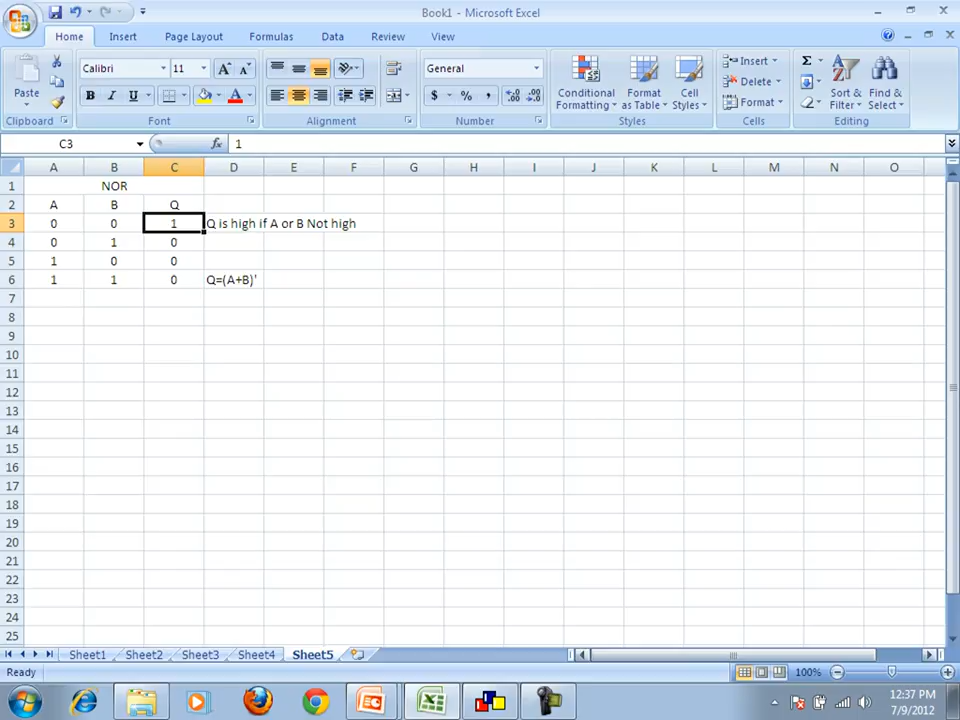 Book1 - Microsoft Excel
Home Insert Page Layout Formulas Data Review View
Paste
Calibri 11 A A
B I U A
General
$ % , .0 .00 .00 .0
Conditional Formatting
Format as Table
Cell Styles
Insert
Delete
Format
Σ
Sort & Filter
Find & Select
Clipboard Font Alignment Number Styles Cells Editing
C3 fx 1
A B C D E F G H I J K L M N O
1 NOR
2 A B Q
3 0 0 1 Q is high if A or B Not high
4 0 1 0
5 1 0 0
6 1 1 0 Q=(A+B)'
7
8
9
10
11
12
13
14
15
16
17
18
19
20
21
22
23
24
25
Sheet1 Sheet2 Sheet3 Sheet4 Sheet5
Ready 100%
12:37 PM
7/9/2012